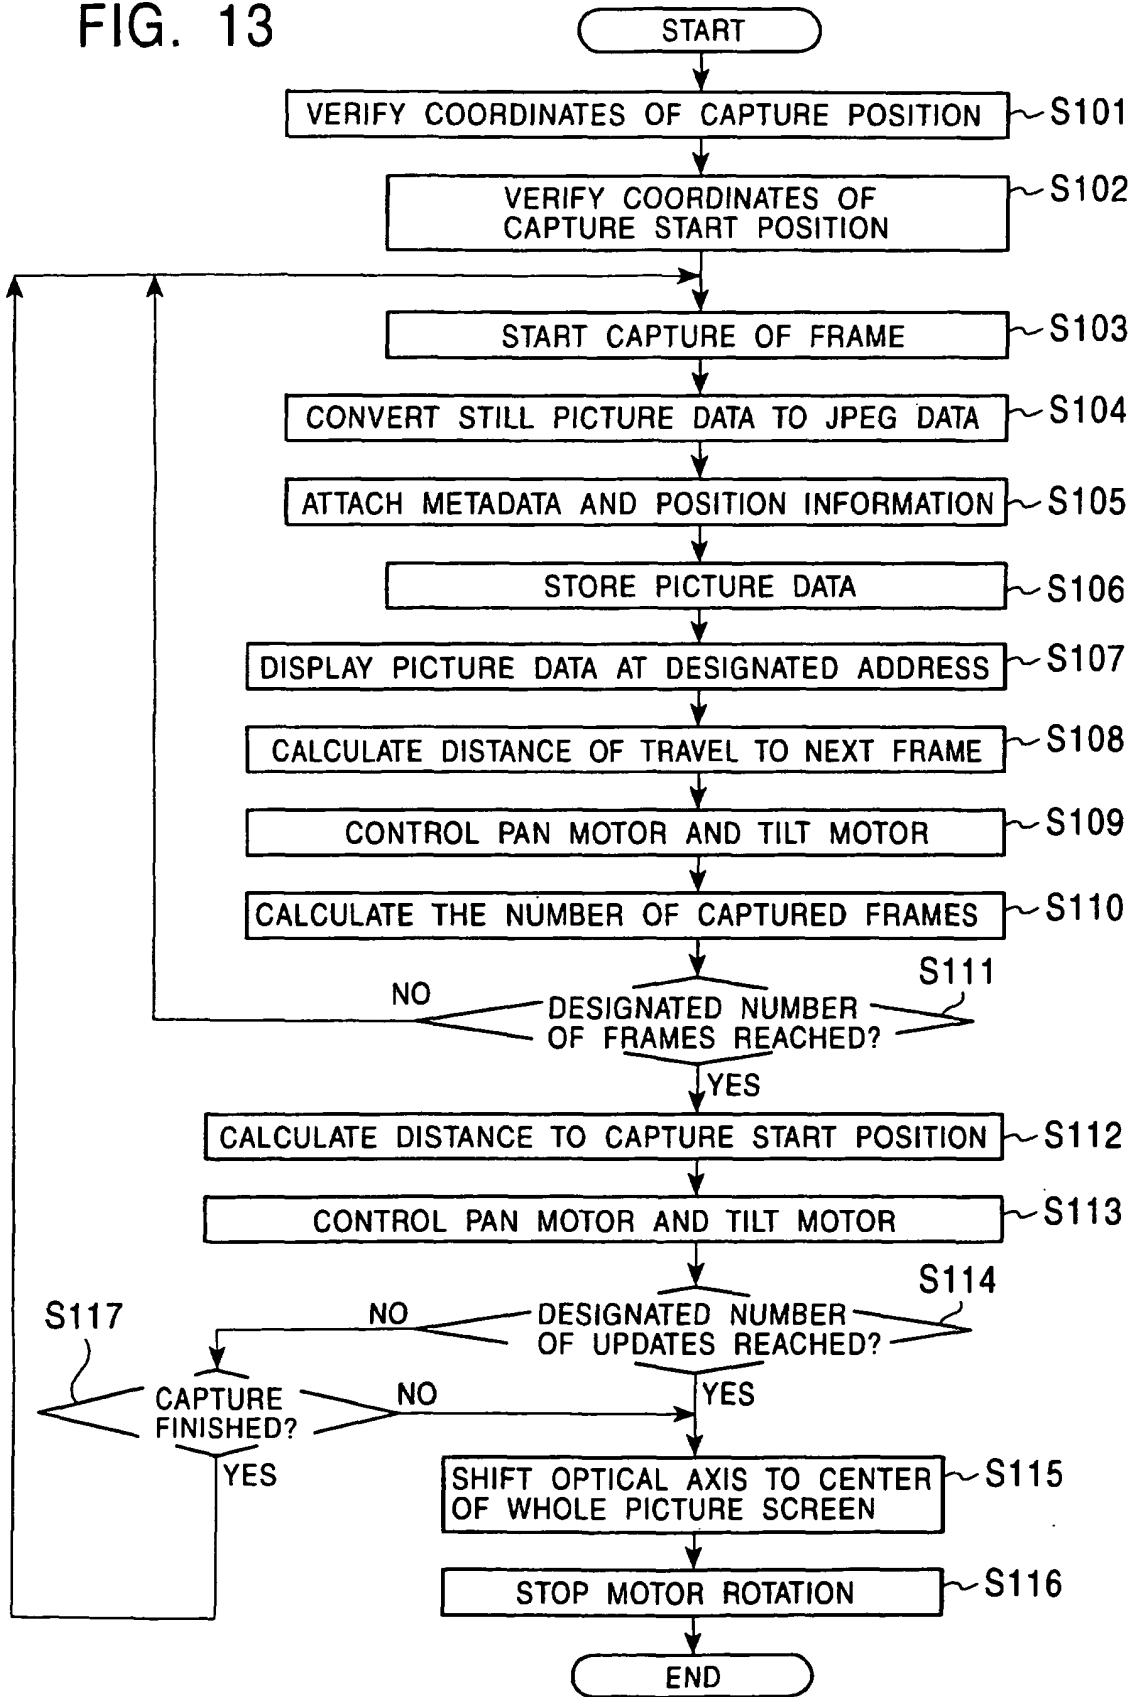 FIG. 13
START
VERIFY COORDINATES OF CAPTURE POSITION
S101
VERIFY COORDINATES OF
CAPTURE START POSITION
S102
START CAPTURE OF FRAME
S103
CONVERT STILL PICTURE DATA TO JPEG DATA
S104
ATTACH METADATA AND POSITION INFORMATION
S105
STORE PICTURE DATA
S106
DISPLAY PICTURE DATA AT DESIGNATED ADDRESS
S107
CALCULATE DISTANCE OF TRAVEL TO NEXT FRAME
S108
CONTROL PAN MOTOR AND TILT MOTOR
S109
CALCULATE THE NUMBER OF CAPTURED FRAMES
S110
S111
NO
DESIGNATED NUMBER
OF FRAMES REACHED?
YES
CALCULATE DISTANCE TO CAPTURE START POSITION
S112
CONTROL PAN MOTOR AND TILT MOTOR
S113
S114
S117
NO
DESIGNATED NUMBER
OF UPDATES REACHED?
YES
CAPTURE
FINISHED?
NO
YES
SHIFT OPTICAL AXIS TO CENTER
OF WHOLE PICTURE SCREEN
S115
STOP MOTOR ROTATION
S116
END